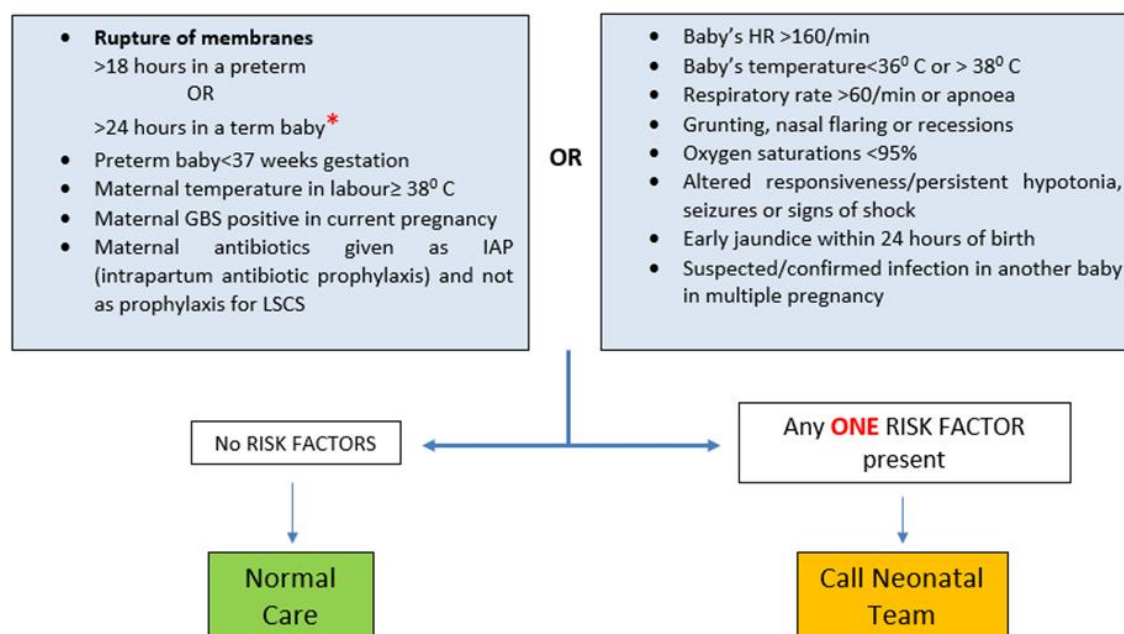 • Rupture of membranes
>18 hours in a preterm
OR
>24 hours in a term baby*
• Preterm baby<37 weeks gestation
• Maternal temperature in labour≥ 38⁰ C
• Maternal GBS positive in current pregnancy
• Maternal antibiotics given as IAP
(intrapartum antibiotic prophylaxis) and not
as prophylaxis for LSCS
OR
• Baby's HR >160/min
• Baby's temperature<36⁰ C or > 38⁰ C
• Respiratory rate >60/min or apnoea
• Grunting, nasal flaring or recessions
• Oxygen saturations <95%
• Altered responsiveness/persistent hypotonia,
seizures or signs of shock
• Early jaundice within 24 hours of birth
• Suspected/confirmed infection in another baby
in multiple pregnancy
No RISK FACTORS
Any ONE RISK FACTOR
present
Normal
Care
Call Neonatal
Team